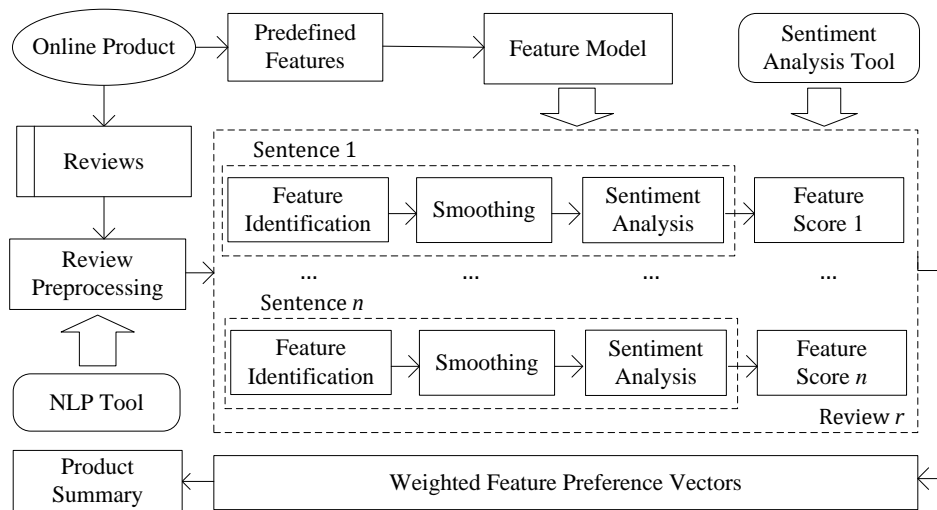 Online Product
Predefined
Features
Feature Model
Sentiment
Analysis Tool
Reviews
Sentence 1
Feature
Identification
Smoothing
Sentiment
Analysis
Feature
Score 1
Review
Preprocessing
... ... ... ...
Sentence n
Feature
Identification
Smoothing
Sentiment
Analysis
Feature
Score n
NLP Tool
Review r
Product
Summary
Weighted Feature Preference Vectors